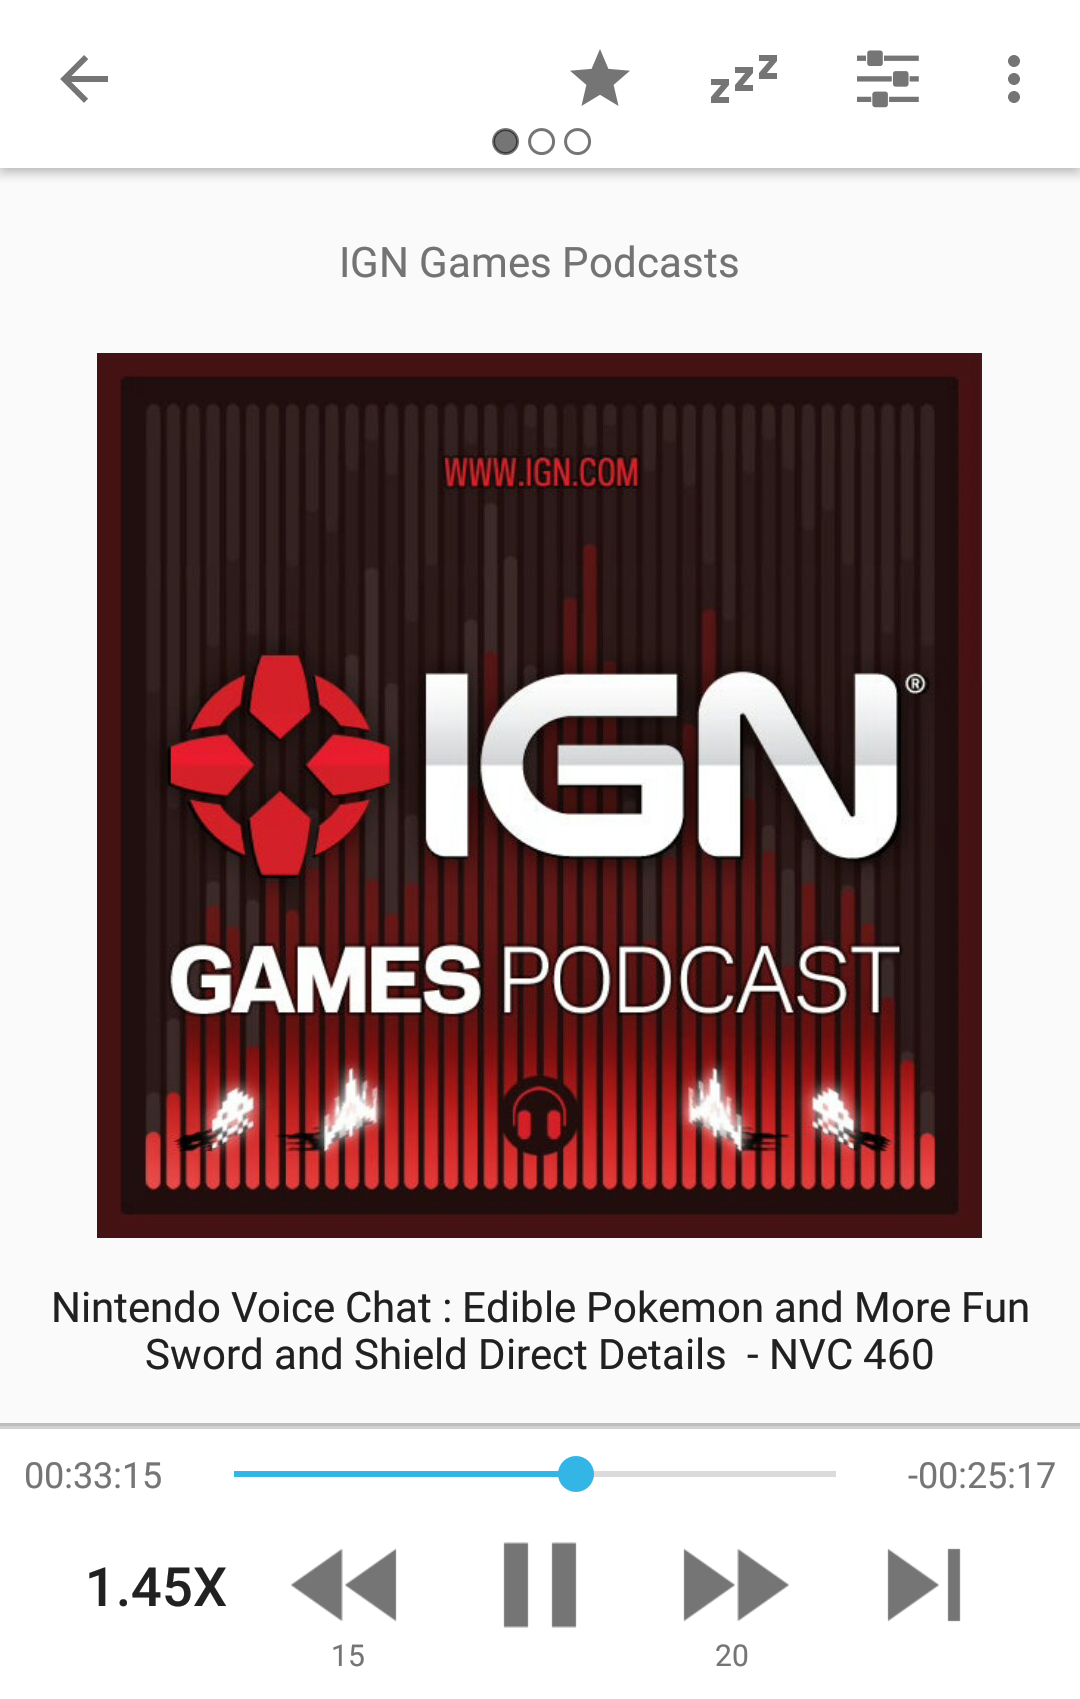 zzz
IGN Games Podcasts
WWW.IGN.COM
IGN®
GAMES PODCAST
Nintendo Voice Chat : Edible Pokemon and More Fun
Sword and Shield Direct Details  - NVC 460
00:33:15
-00:25:17
1.45X
15
20